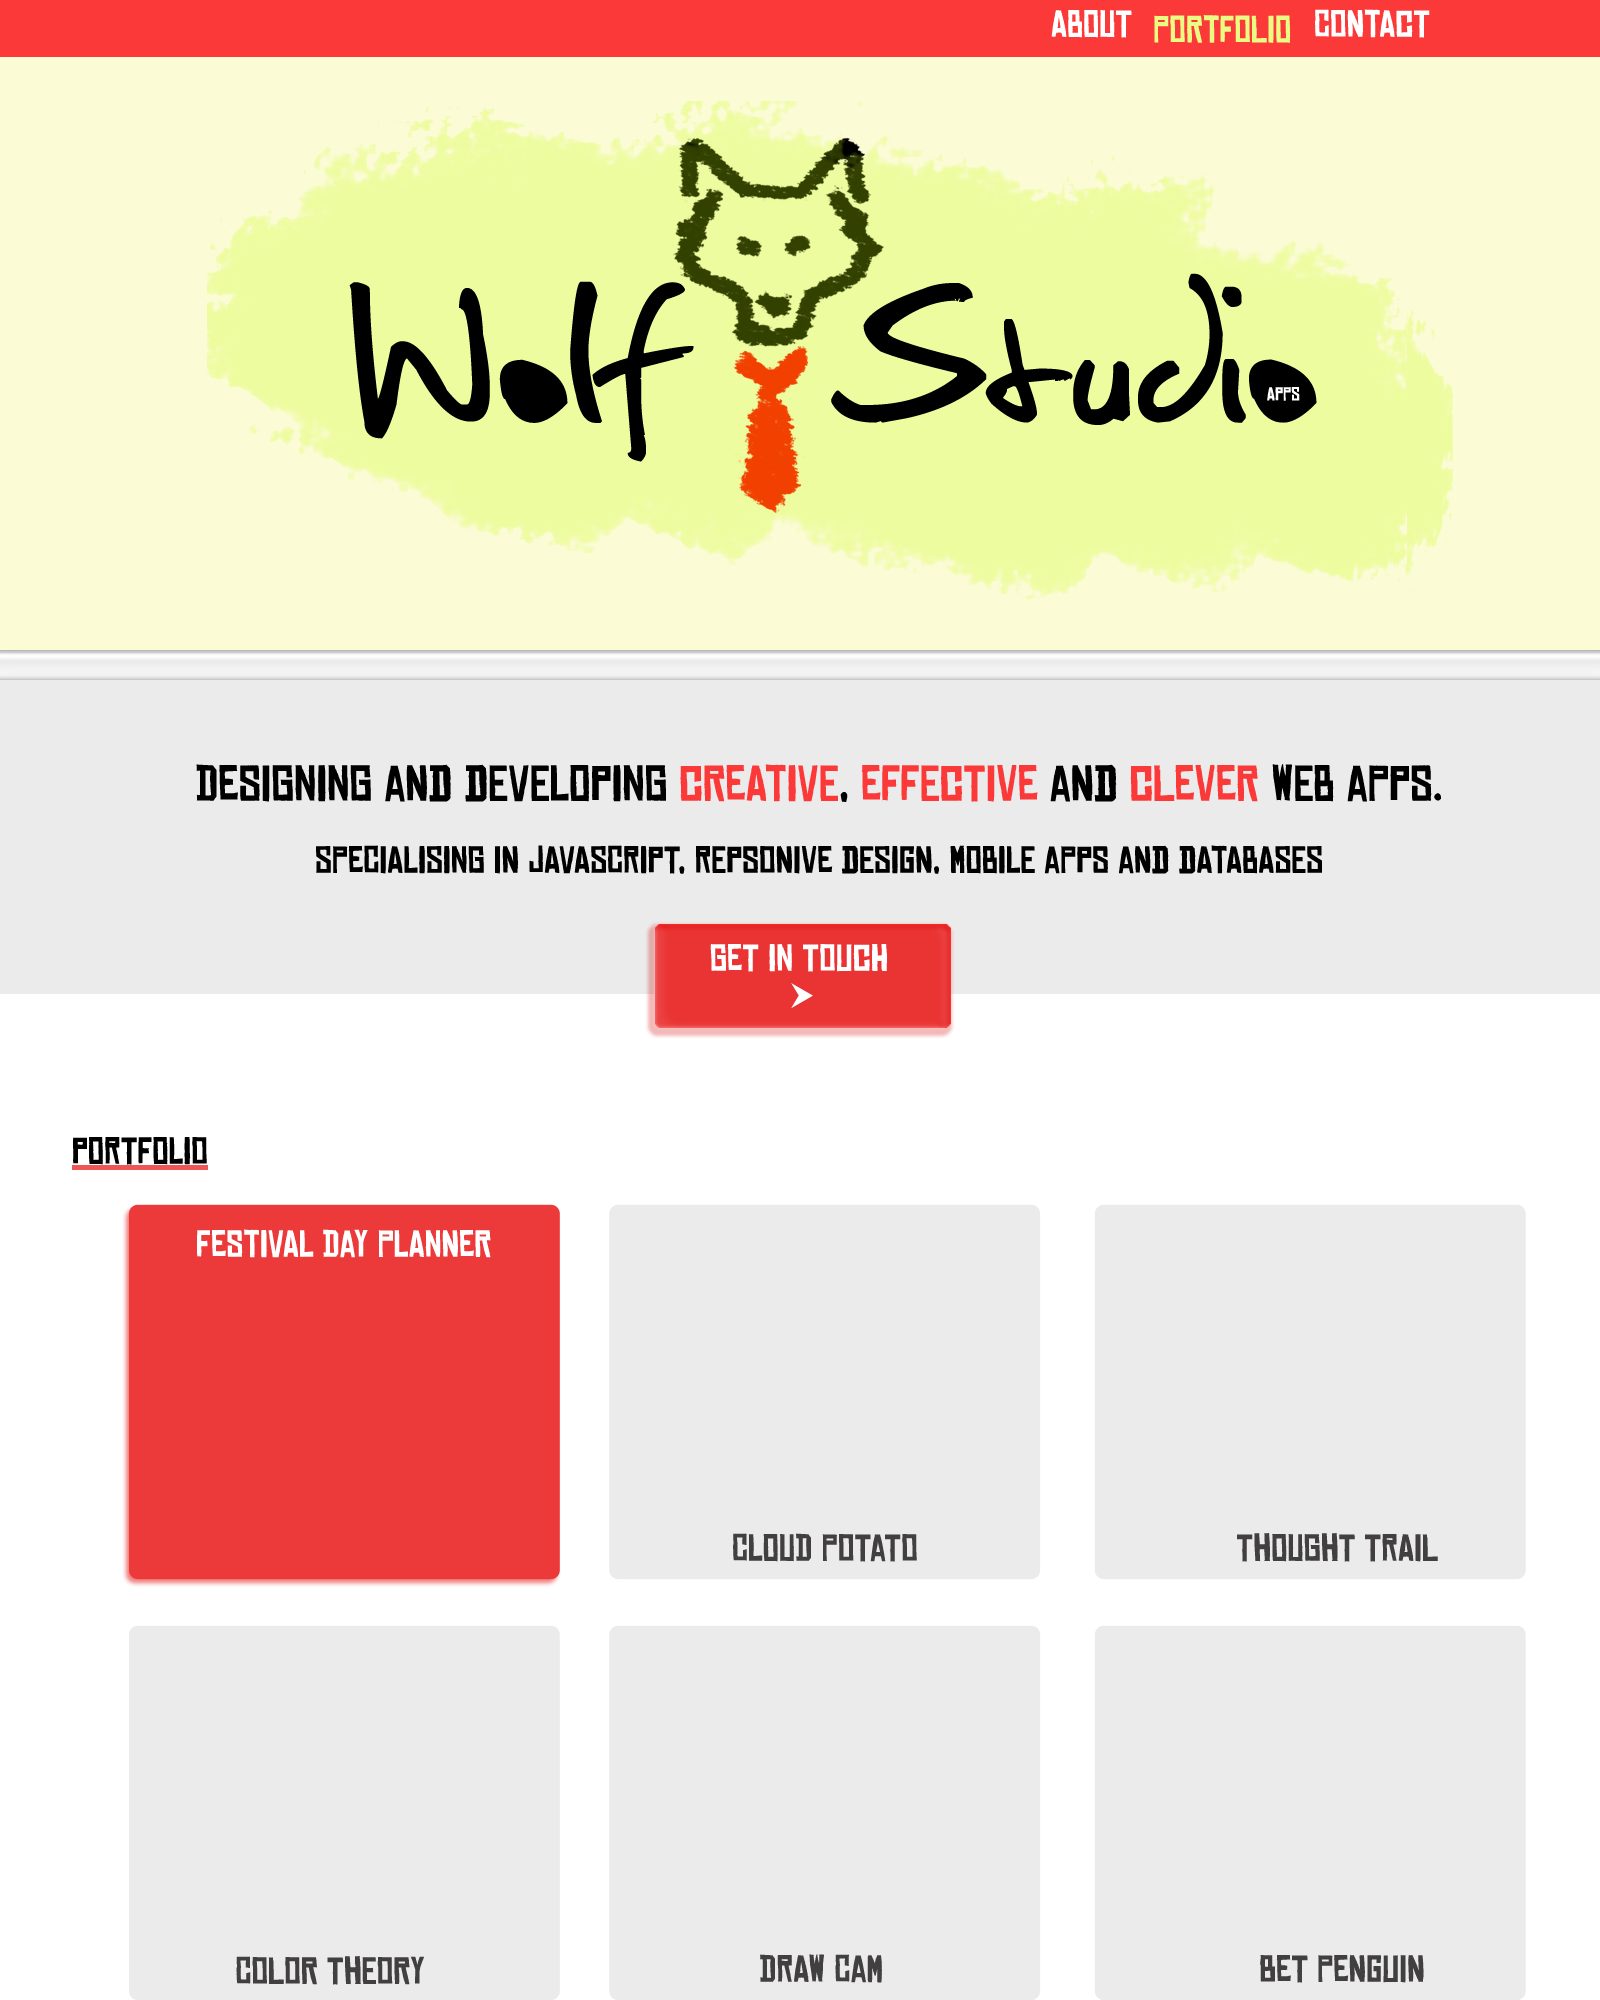 ABOUT PORTFOLIO CONTACT
Wolf Studio
APPS
DESIGNING AND DEVELOPING CREATIVE, EFFECTIVE AND CLEVER WEB APPS.
SPECIALISING IN JAVASCRIPT, REPSONIVE DESIGN, MOBILE APPS AND DATABASES
GET IN TOUCH
PORTFOLIO
FESTIVAL DAY PLANNER
CLOUD POTATO
THOUGHT TRAIL
COLOR THEORY
DRAW CAM
BET PENGUIN